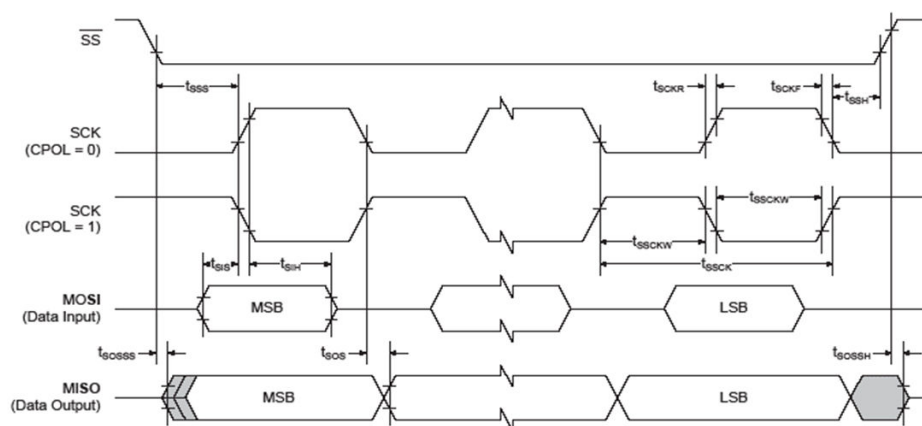 SS
tSSS
tSCKR
tSCKF
tSSH
SCK
(CPOL = 0)
SCK
(CPOL = 1)
tSSCKW
tSSCKW
tSSCK
tSIS
tSIH
MOSI
(Data Input)
MSB
LSB
tSOSSS
tSOS
tSOSSH
MISO
(Data Output)
MSB
LSB